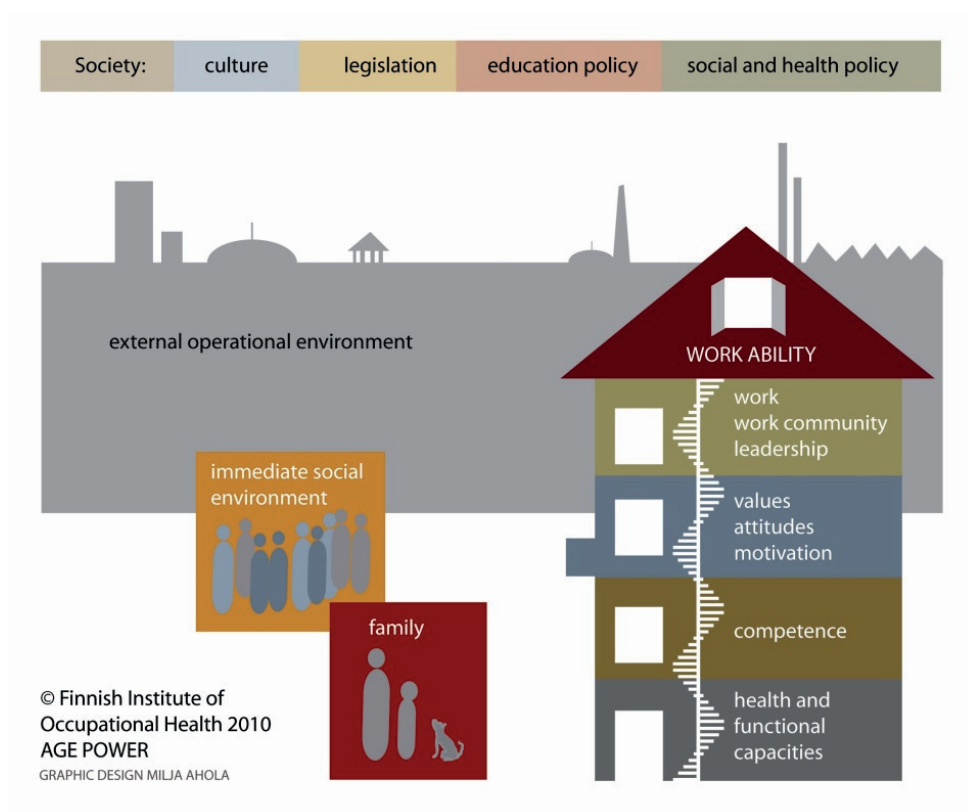 Society: culture legislation education policy social and health policy
external operational environment
WORK ABILITY
work
work community
leadership
values
attitudes
motivation
competence
health and
functional
capacities
immediate social
environment
family
© Finnish Institute of
Occupational Health 2010
AGE POWER
GRAPHIC DESIGN MILJA AHOLA